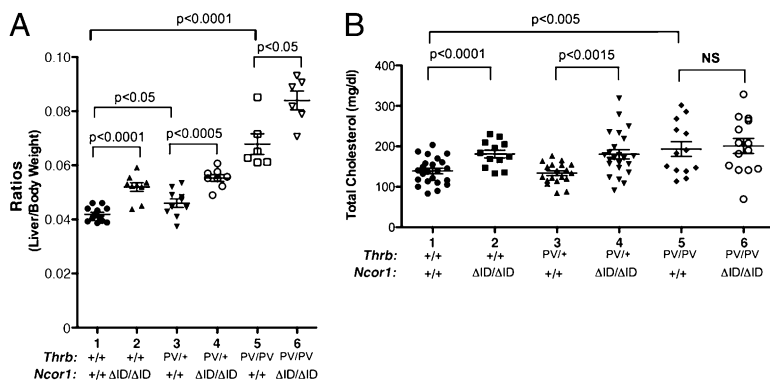 A
p<0.0001
p<0.05
p<0.05
p<0.0001
p<0.0005
Ratios
(Liver/Body Weight)
0.10
0.08
0.06
0.04
0.02
0
1 2 3 4 5 6
Thrb: +/+ +/+ PV/+ PV/+ PV/PV PV/PV
Ncor1: +/+ ΔID/ΔID +/+ ΔID/ΔID +/+ ΔID/ΔID
B
p<0.005
p<0.0001
p<0.0015
NS
Total Cholesterol (mg/dl)
400
300
200
100
0
1 2 3 4 5 6
Thrb: +/+ +/+ PV/+ PV/+ PV/PV PV/PV
Ncor1: +/+ ΔID/ΔID +/+ ΔID/ΔID +/+ ΔID/ΔID